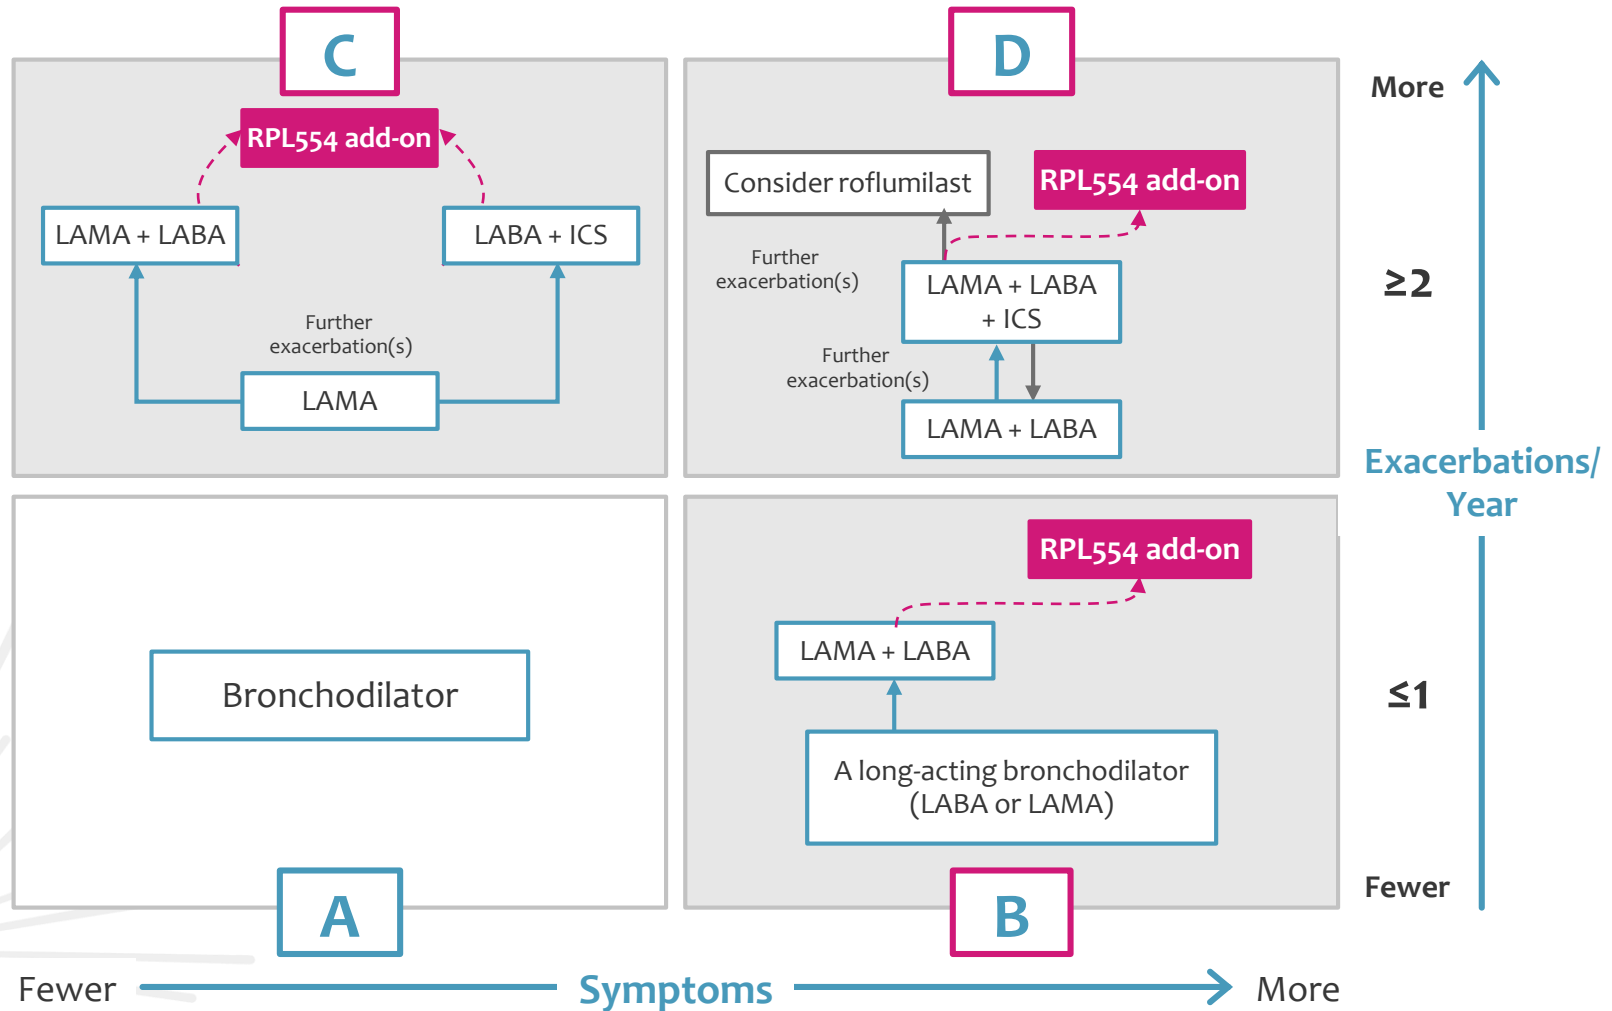 C
RPL554 add-on
LAMA + LABA
LABA + ICS
Further
exacerbation(s)
LAMA
D
Consider roflumilast
RPL554 add-on
Further
exacerbation(s)
LAMA + LABA
+ ICS
Further
exacerbation(s)
LAMA + LABA
Bronchodilator
A
RPL554 add-on
LAMA + LABA
A long-acting bronchodilator
(LABA or LAMA)
B
More
≥2
Exacerbations/
Year
≤1
Fewer
Fewer
Symptoms
More